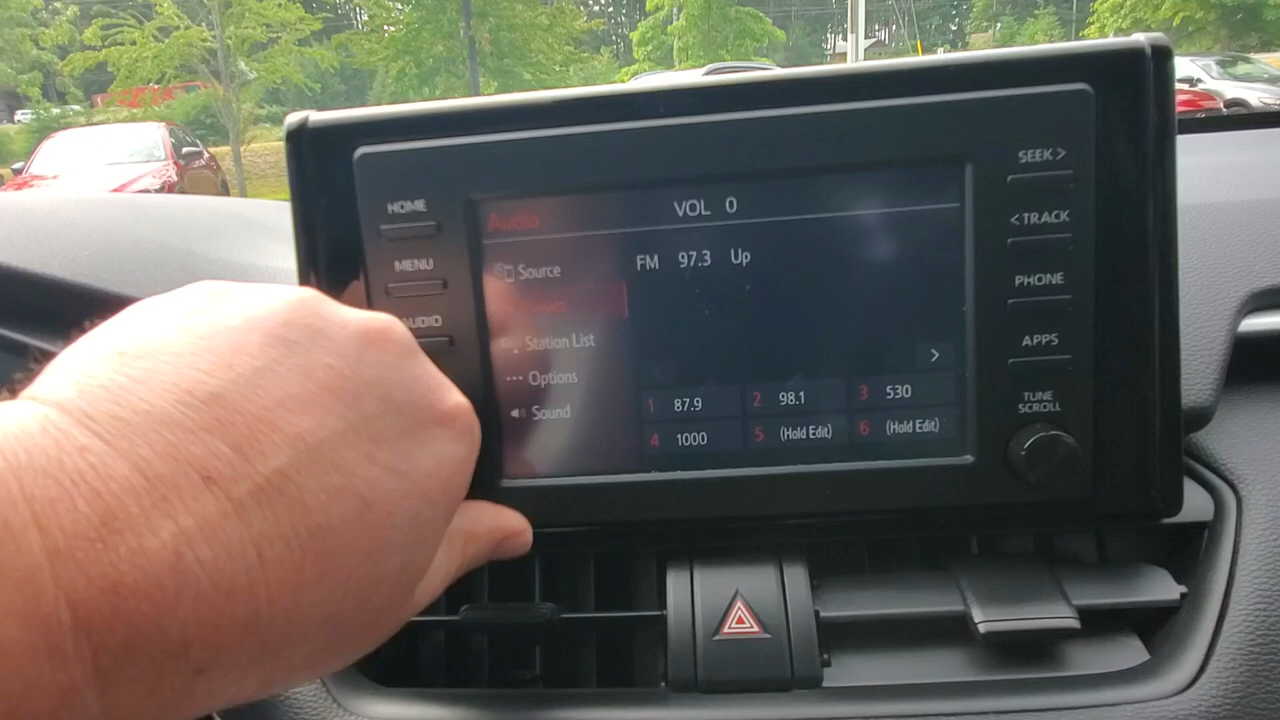 HOME
MENU
AUDIO
Audio
VOL 0
FM 97.3 Up
Source
Station List
Options
Sound
1 87.9
2 98.1
3 530
4 1000
5 (Hold Edit)
6 (Hold Edit)
SEEK >
< TRACK
PHONE
APPS
TUNE
SCROLL